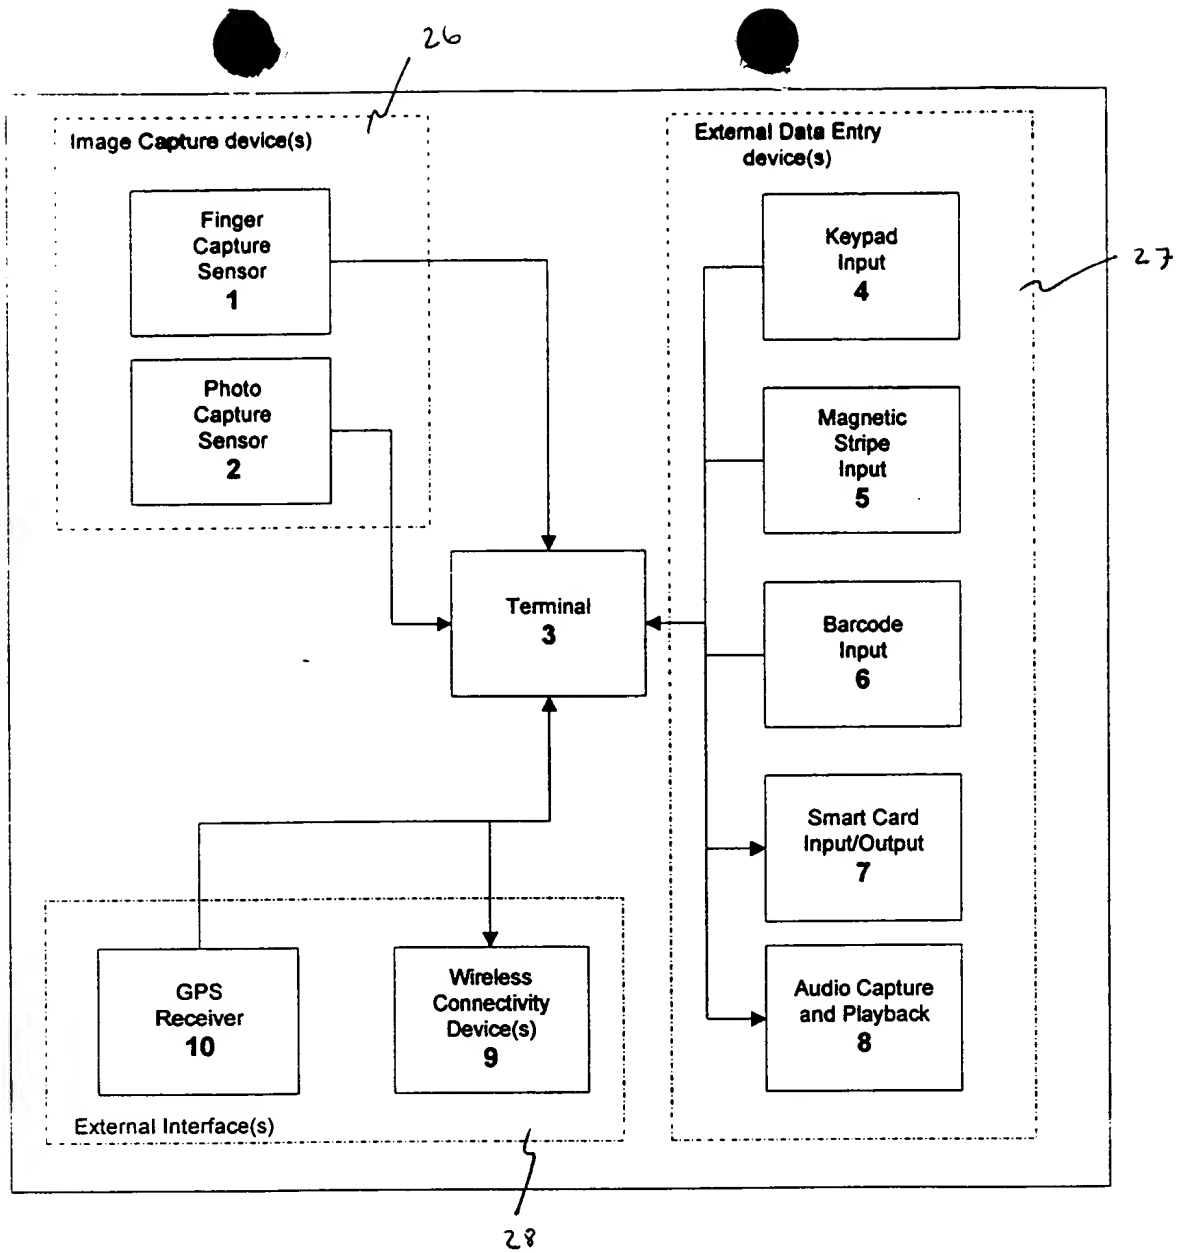 26
Image Capture device(s)
Finger
Capture
Sensor
1
Photo
Capture
Sensor
2
External Data Entry
device(s)
Keypad
Input
4
27
Magnetic
Stripe
Input
5
Terminal
3
Barcode
Input
6
Smart Card
Input/Output
7
Audio Capture
and Playback
8
GPS
Receiver
10
Wireless
Connectivity
Device(s)
9
External Interface(s)
28